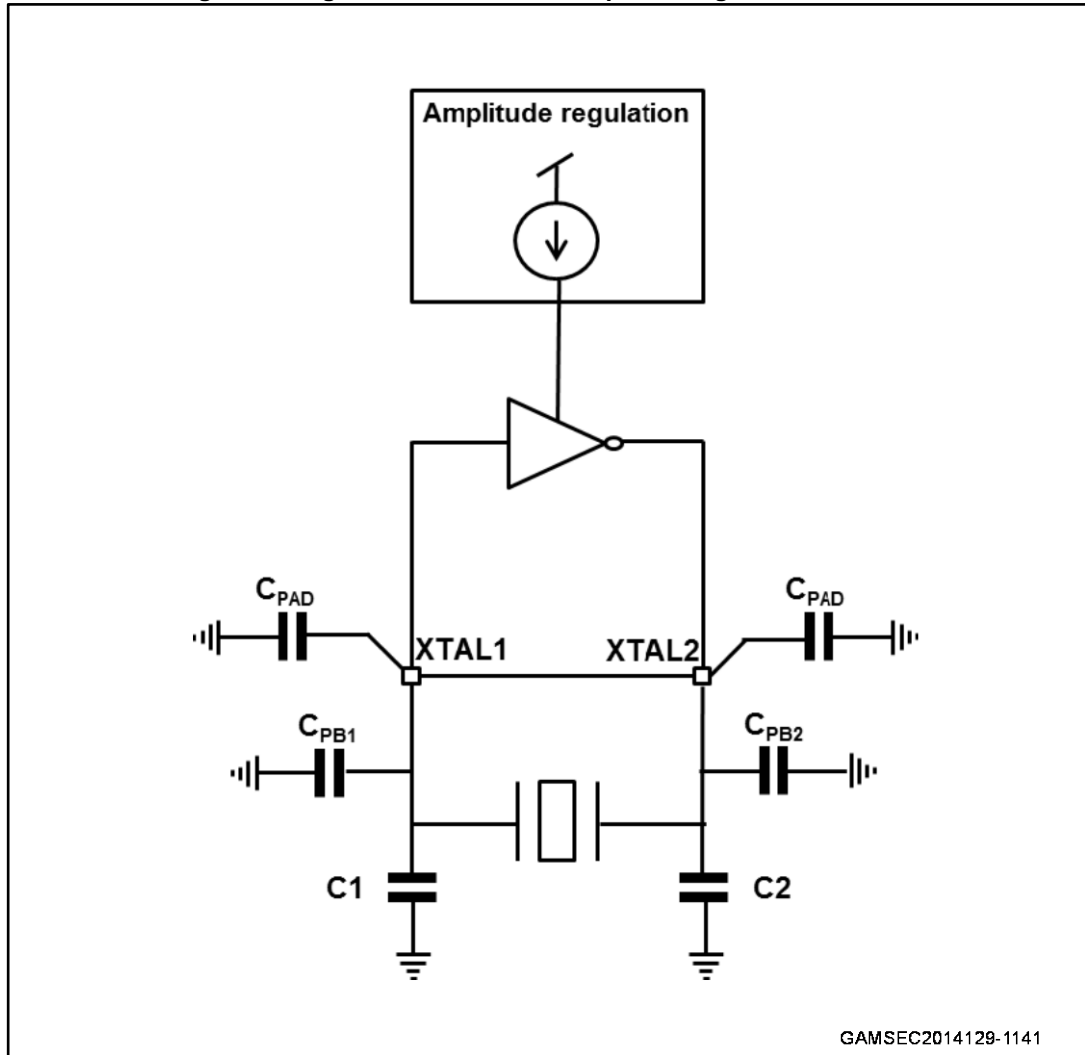 Amplitude regulation
CPAD
CPAD
XTAL1
XTAL2
CPB1
CPB2
C1
C2
GAMSEC2014129-1141